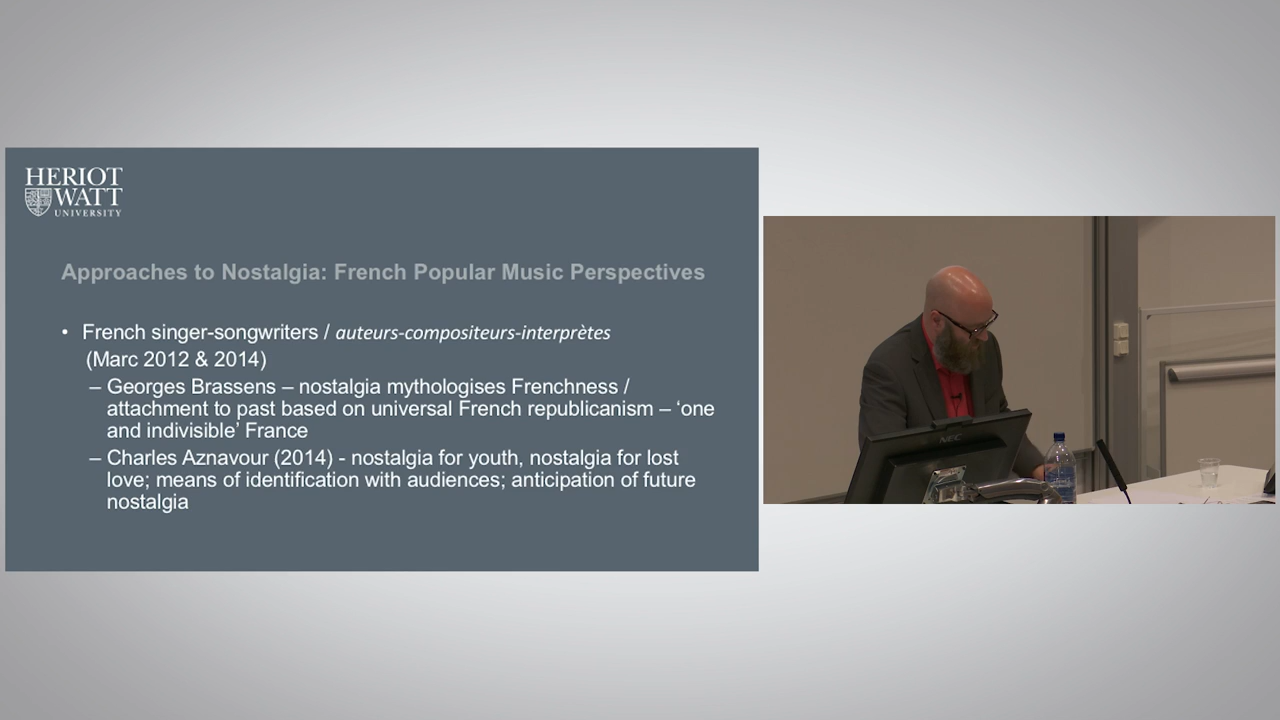 HERIOT
WATT
UNIVERSITY
Approaches to Nostalgia: French Popular Music Perspectives
• French singer-songwriters / auteurs-compositeurs-interprètes
(Marc 2012 & 2014)
– Georges Brassens – nostalgia mythologises Frenchness /
attachment to past based on universal French republicanism – ‘one
and indivisible’ France
– Charles Aznavour (2014) - nostalgia for youth, nostalgia for lost
love; means of identification with audiences; anticipation of future
nostalgia
NEC